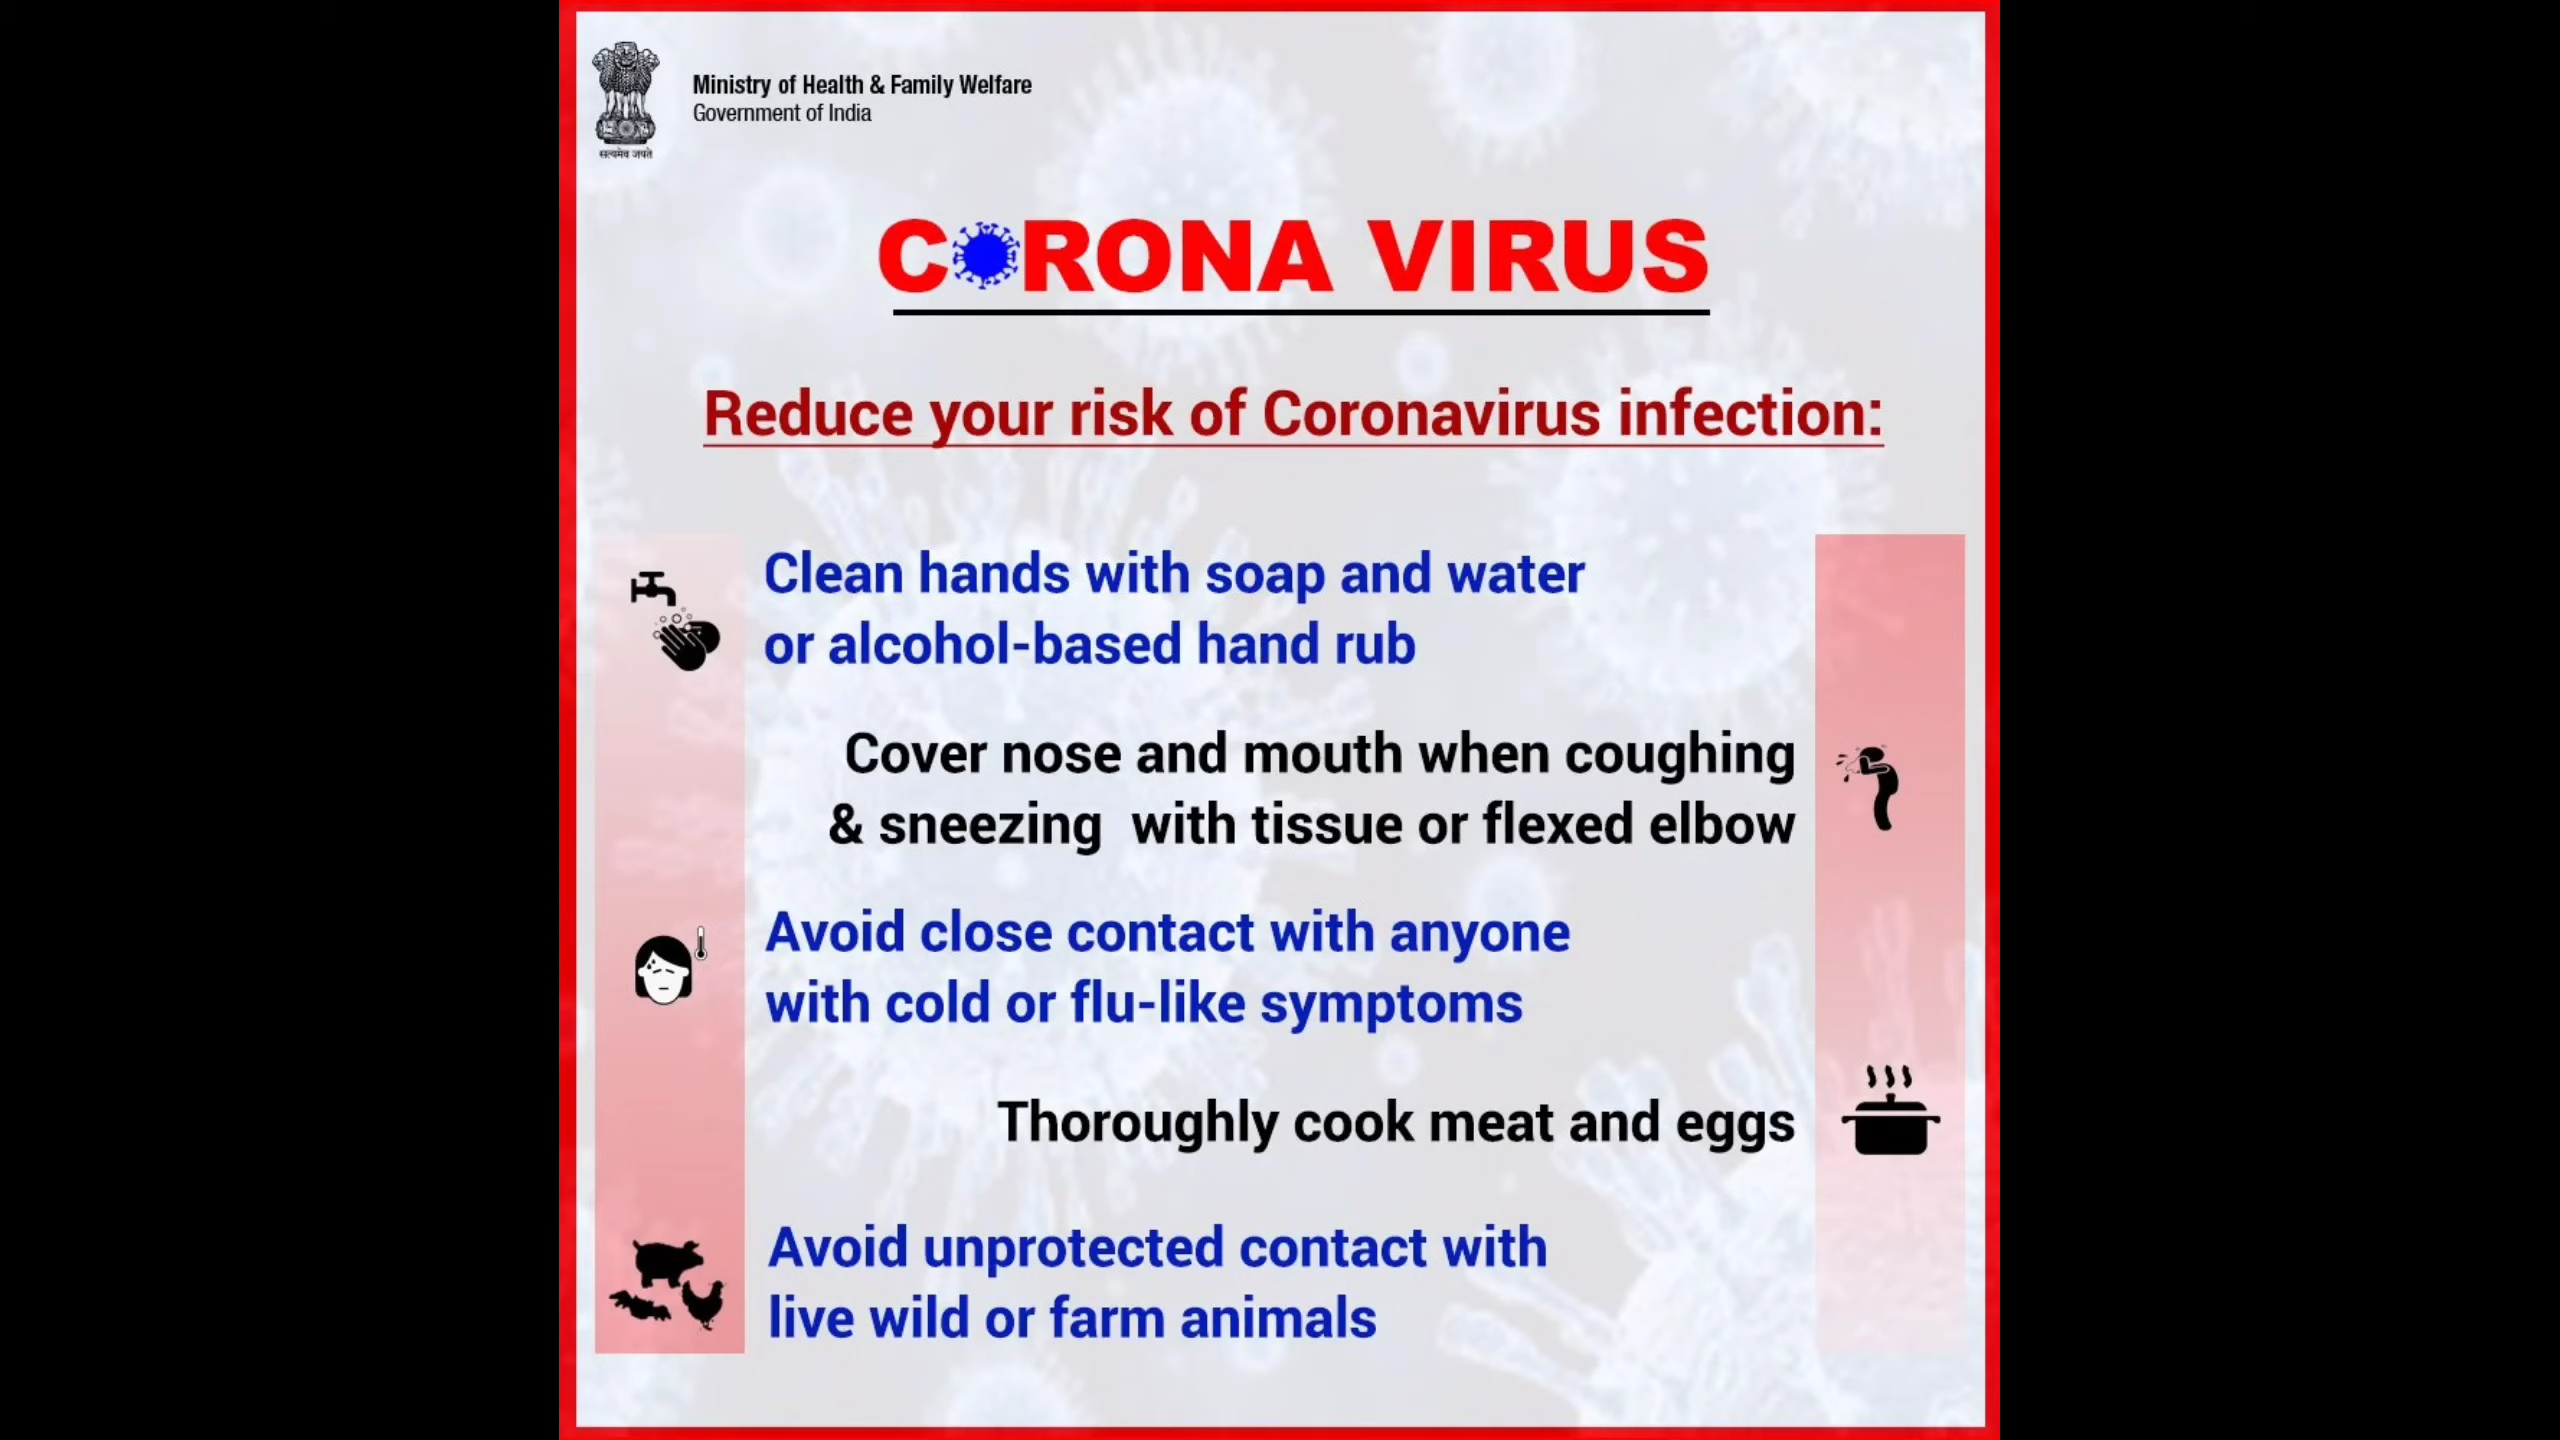 सत्यमेव जयते
Ministry of Health & Family Welfare
Government of India
CORONA VIRUS
Reduce your risk of Coronavirus infection:
Clean hands with soap and water
or alcohol-based hand rub
Cover nose and mouth when coughing
& sneezing with tissue or flexed elbow
Avoid close contact with anyone
with cold or flu-like symptoms
Thoroughly cook meat and eggs
Avoid unprotected contact with
live wild or farm animals